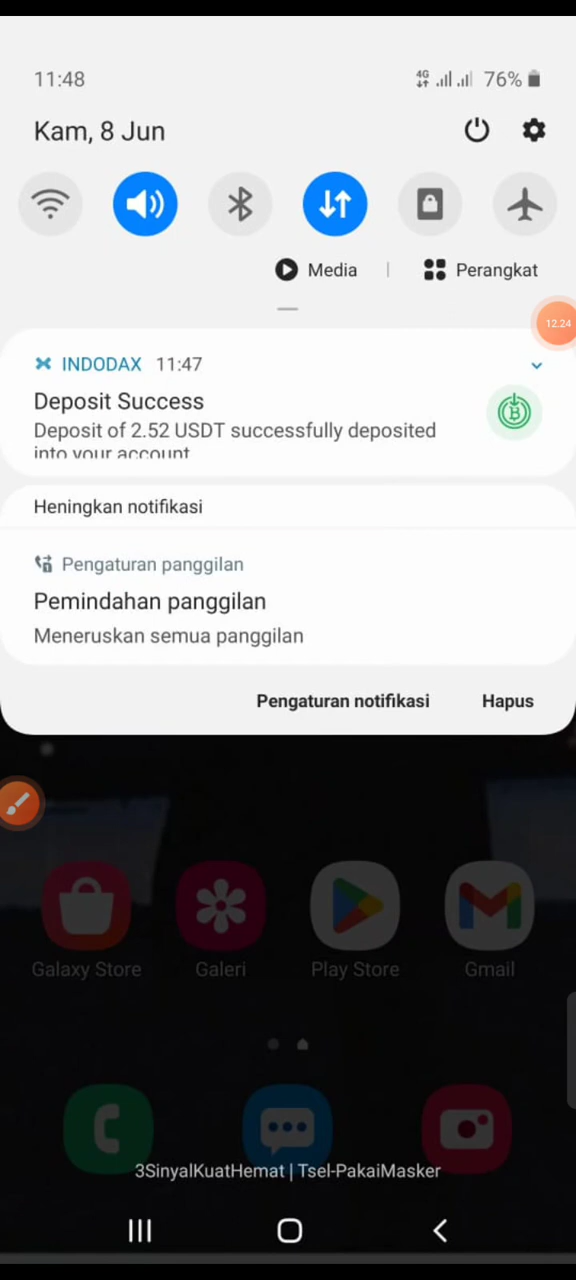 11:48 4G 76%
Kam, 8 Jun
Media | Perangkat
12.24
INDODAX 11:47
Deposit Success
Deposit of 2.52 USDT successfully deposited
into your account
Heningkan notifikasi
Pengaturan panggilan
Pemindahan panggilan
Meneruskan semua panggilan
Pengaturan notifikasi Hapus
Galaxy Store Galeri Play Store Gmail
3SinyalKuatHemat | Tsel-PakaiMasker